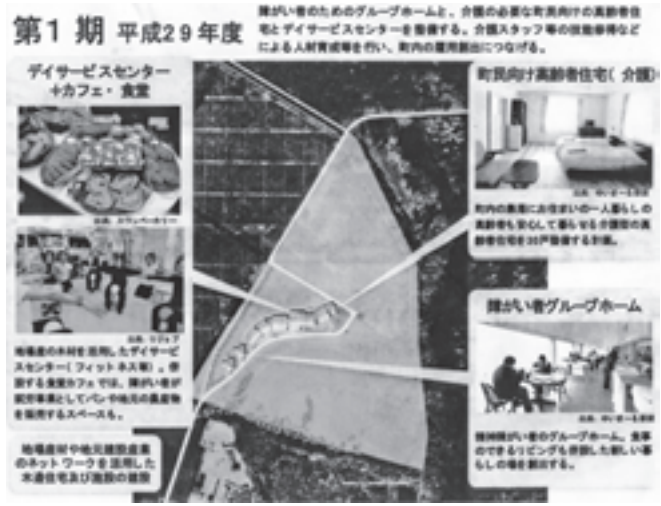 第1期 平成29年度
障がい者のためのグループホームと、介護の必要な町民向けの高齢者住
宅とデイサービスセンターを整備する。介護スタッフ等の技能修得など
による人材育成等を行い、町内の雇用創出につなげる。
デイサービスセンター
+カフェ・食堂
地場産の木材を活用したデイサービ
スセンター(フィットネス等)。併
設する食堂カフェでは、障がい者が
就労事業としてパンや地元の農産物
を販売するスペースも。
地場産材や地元建設産業
のネットワークを活用した
木造住宅及び施設の建設
町民向け高齢者住宅(介護)
町内の集落にお住まいの一人暮らしの
高齢者も安心して暮らせる介護型の高
齢者住宅を20戸整備する計画。
障がい者グループホーム
精神障がい者のグループホーム。食事
のできるリビングも併設した新しい暮
らしの場を創出する。